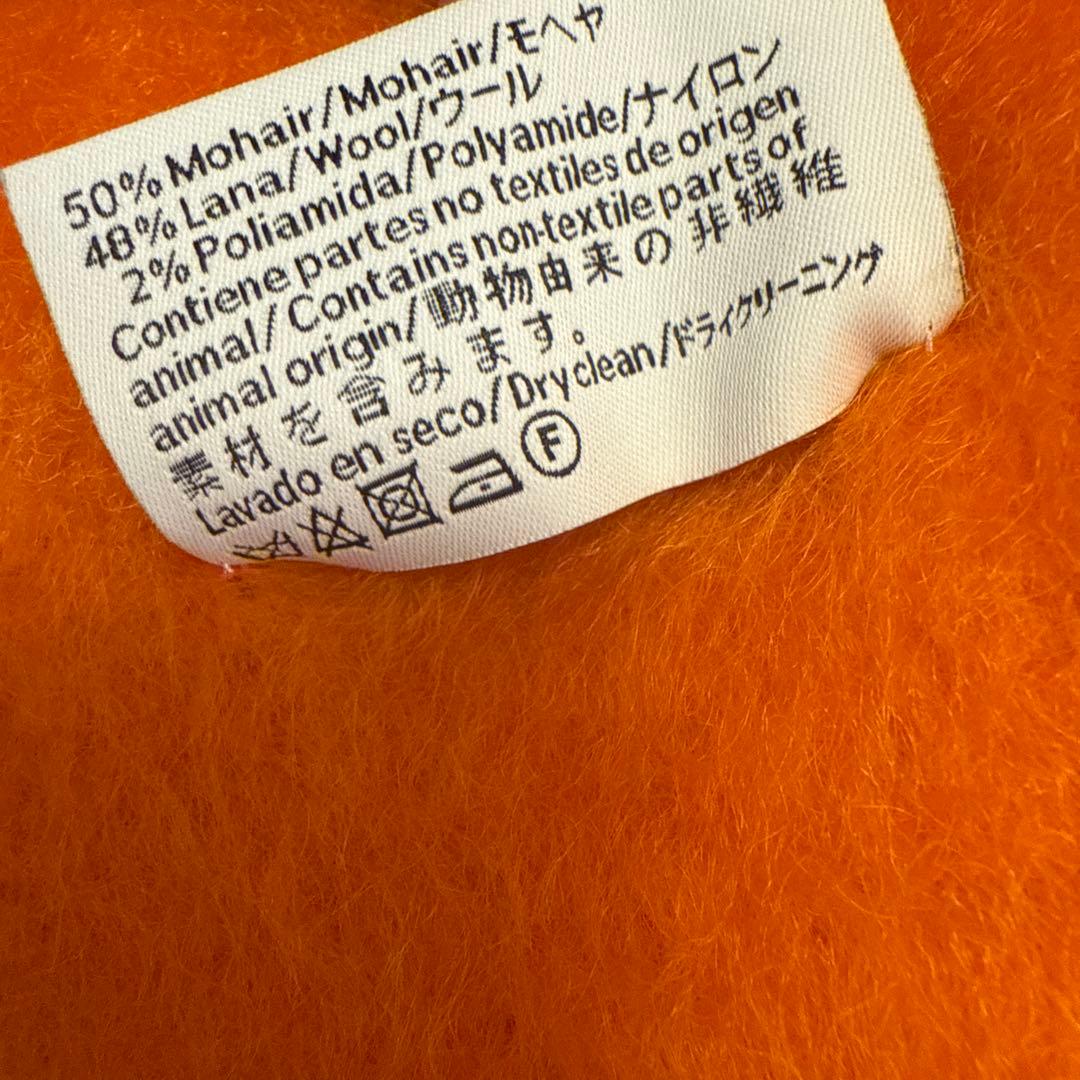 50% Mohair/Mohair/モヘヤ
48% Lana/Wool/ウール
2% Poliamida/Polyamide/ナイロン
Contiene partes no textiles de origen
animal/Contains non-textile parts of
animal origin/動物由来の非繊維
素材を含みます。
Lavado en seco/Dry clean/ドライクリーニング
F